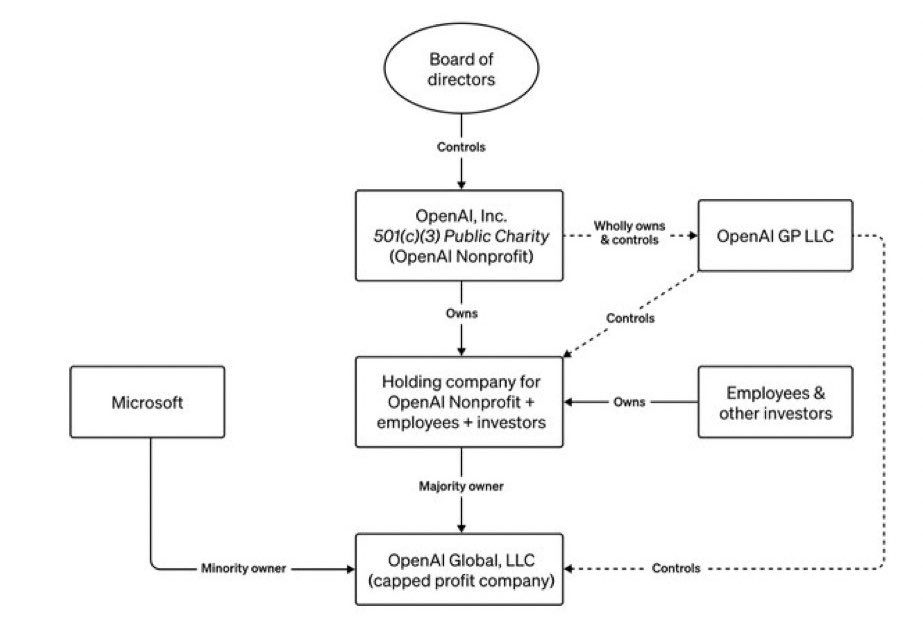 Board of
directors
Controls
OpenAI, Inc.
501(c)(3) Public Charity
(OpenAI Nonprofit)
Wholly owns
& controls
OpenAI GP LLC
Owns
Controls
Microsoft
Holding company for
OpenAI Nonprofit +
employees + investors
Owns
Employees &
other investors
Majority owner
Minority owner
OpenAI Global, LLC
(capped profit company)
Controls